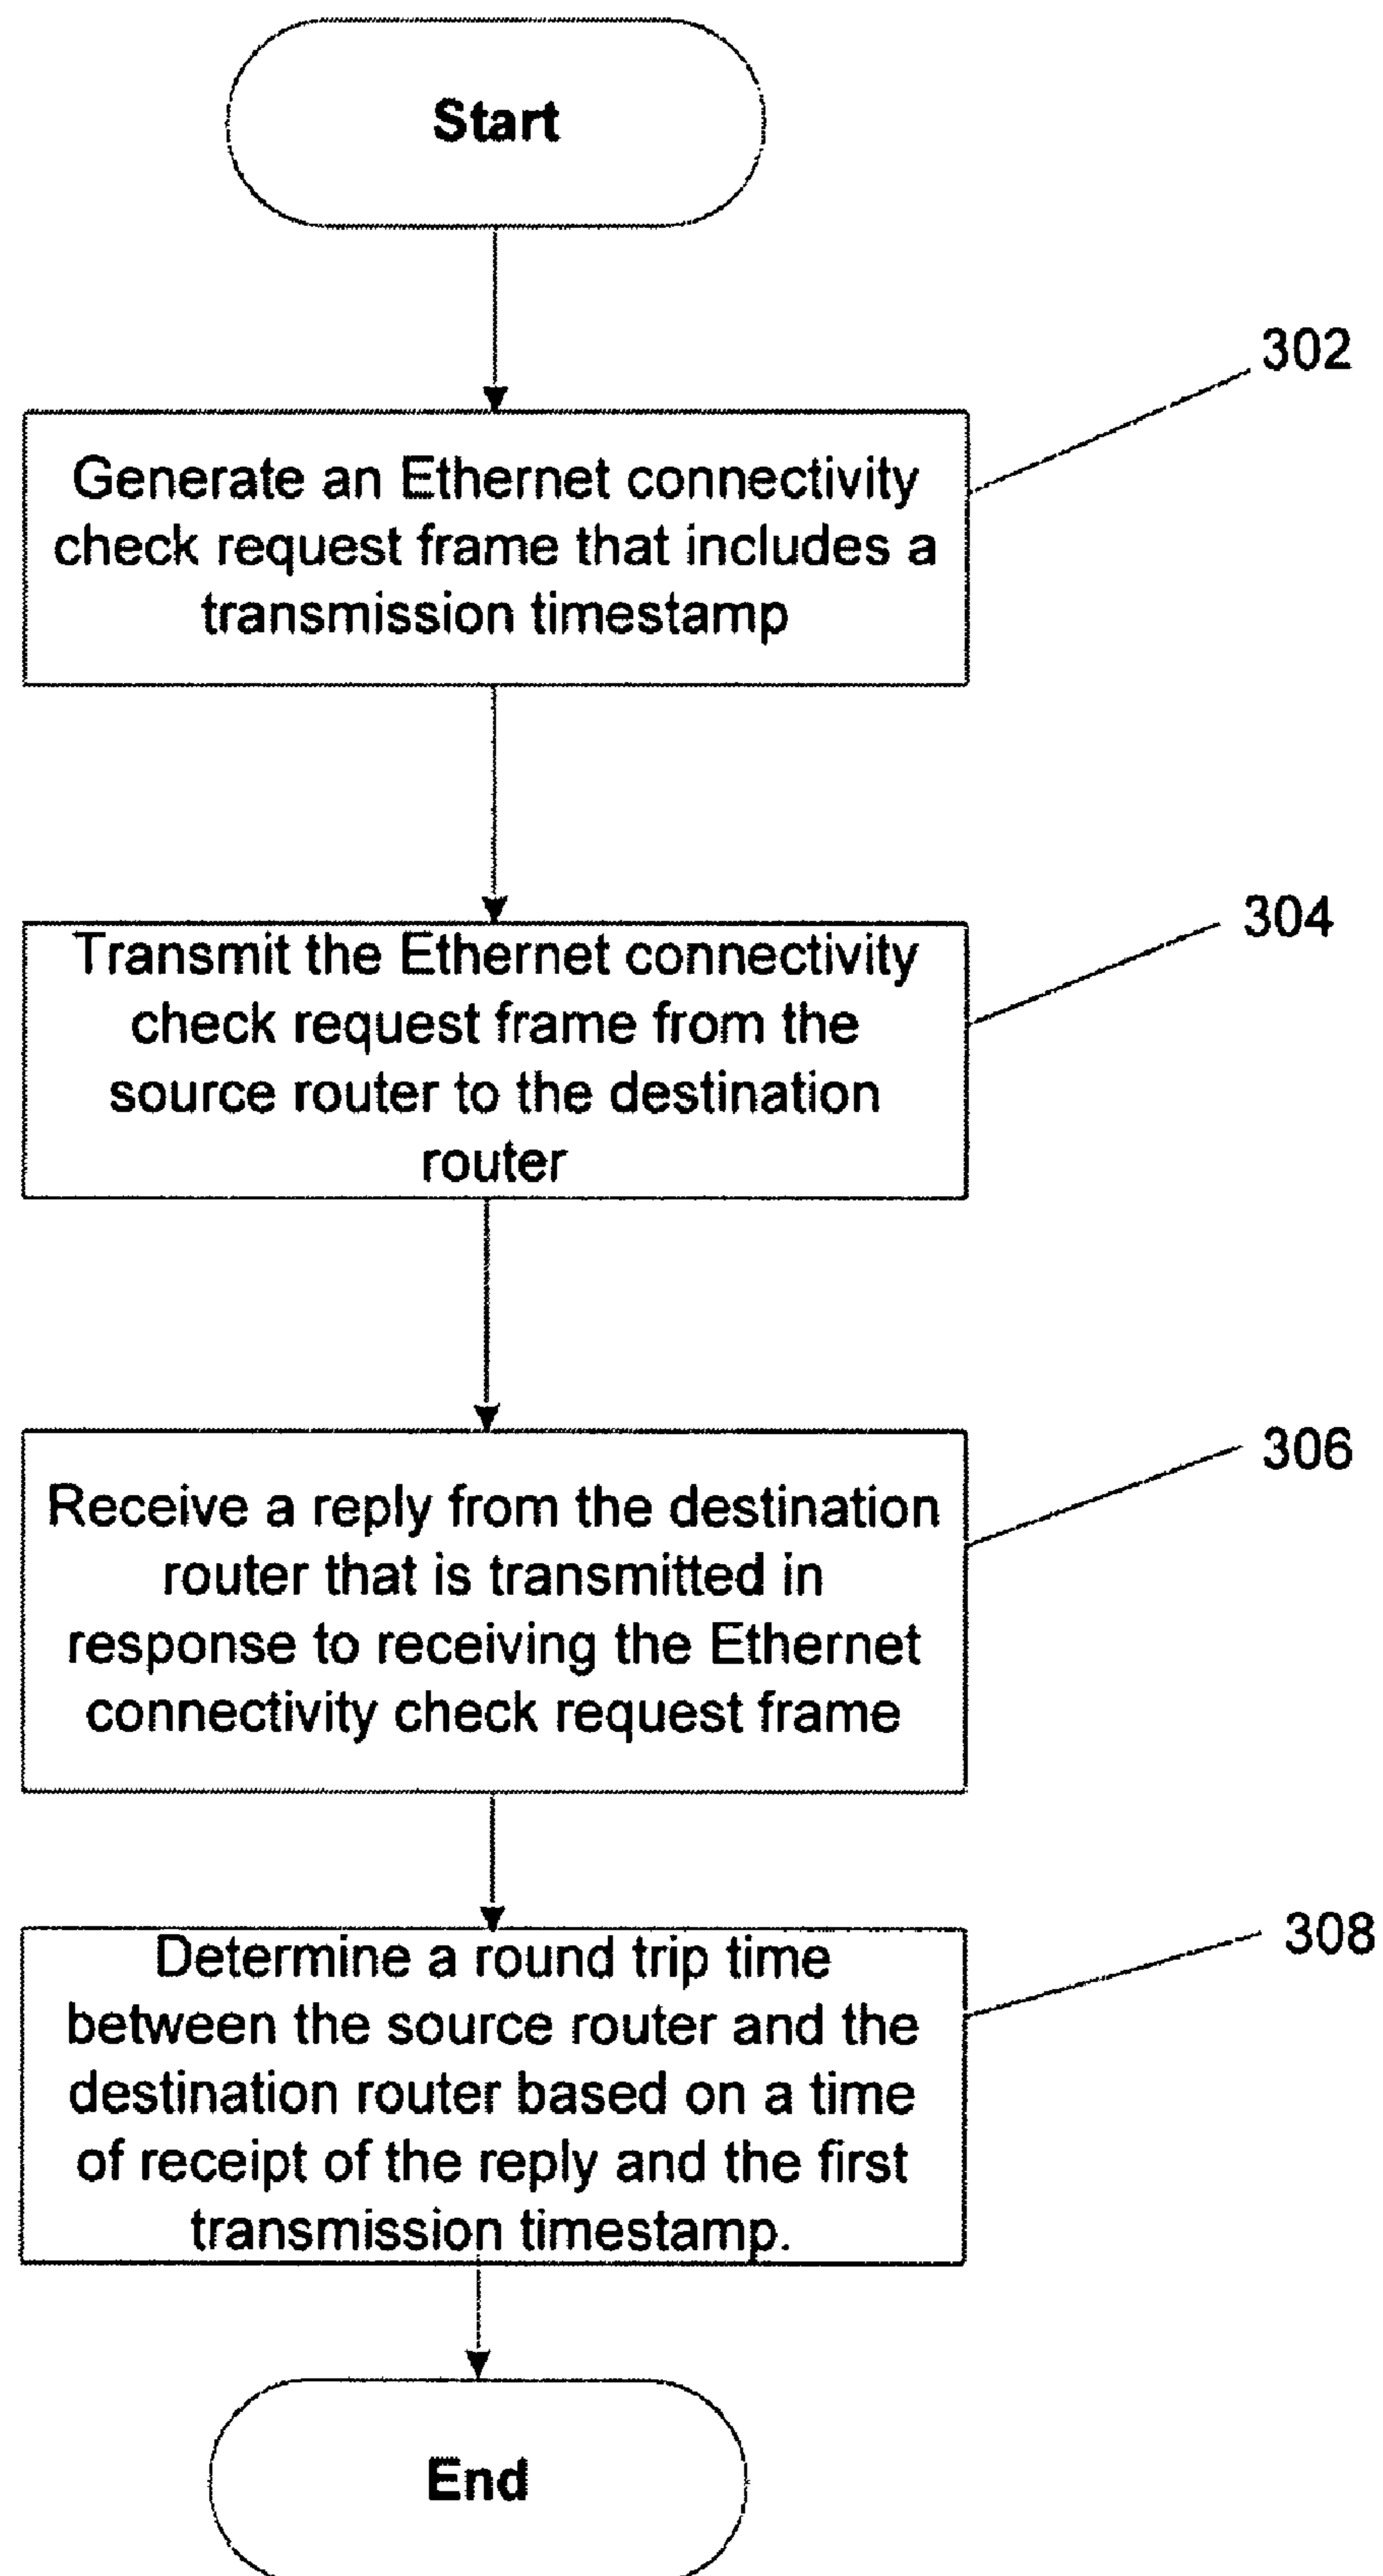 Start
302
Generate an Ethernet connectivity
check request frame that includes a
transmission timestamp
304
Transmit the Ethernet connectivity
check request frame from the
source router to the destination
router
306
Receive a reply from the destination
router that is transmitted in
response to receiving the Ethernet
connectivity check request frame
308
Determine a round trip time
between the source router and the
destination router based on a time
of receipt of the reply and the first
transmission timestamp.
End